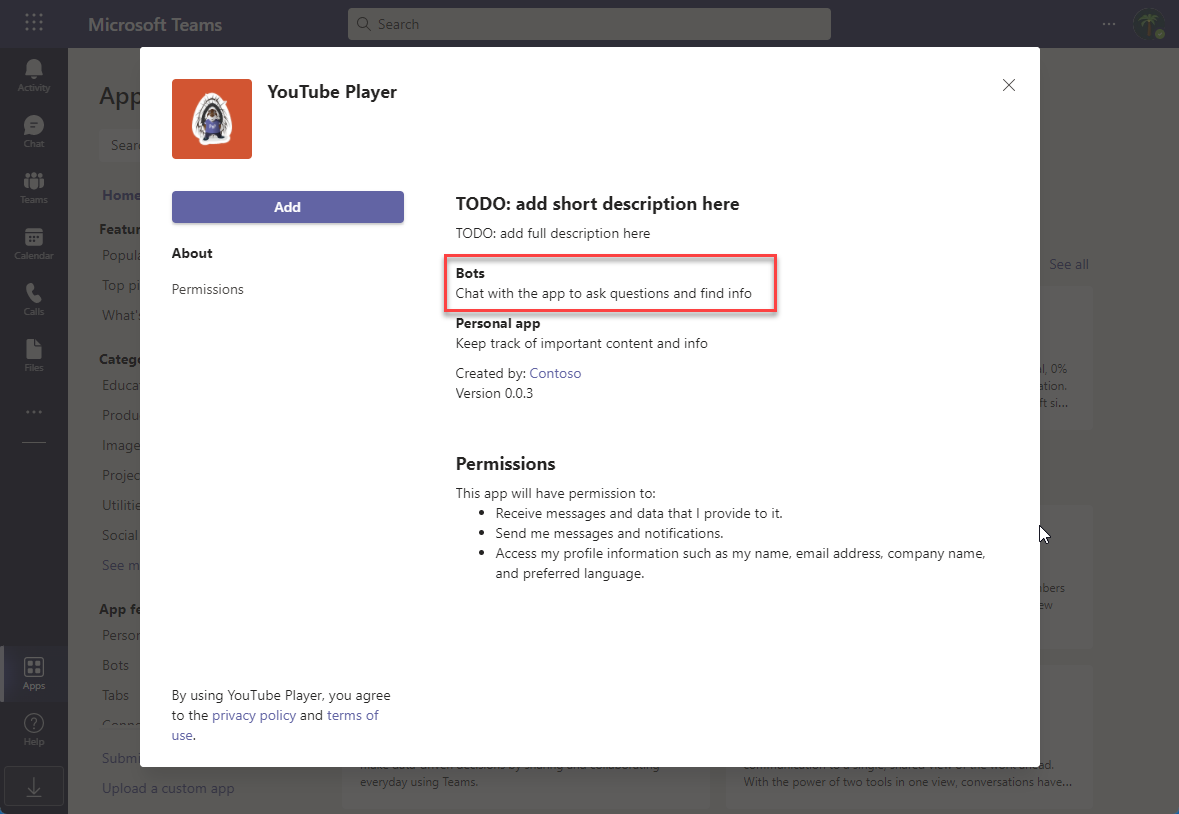 Microsoft Teams
Search
Activity
Chat
Teams
Calendar
Calls
Files
Apps
Help
App
Sear
Home
Featur
Popula
Top pi
What's
Catego
Educa
Produ
Image
Projec
Utilitie
Social
See m
App fe
Person
Bots
Tabs
Submi
Upload a custom app
See all
al, 0%
ation.
ft si...
bers
ew
YouTube Player
Add
About
Permissions
By using YouTube Player, you agree
to the privacy policy and terms of
use.
TODO: add short description here
TODO: add full description here
Bots
Chat with the app to ask questions and find info
Personal app
Keep track of important content and info
Created by: Contoso
Version 0.0.3
Permissions
This app will have permission to:
• Receive messages and data that I provide to it.
• Send me messages and notifications.
• Access my profile information such as my name, email address, company name,
and preferred language.
everyday using Teams.
With the power of two tools in one view, conversations have...